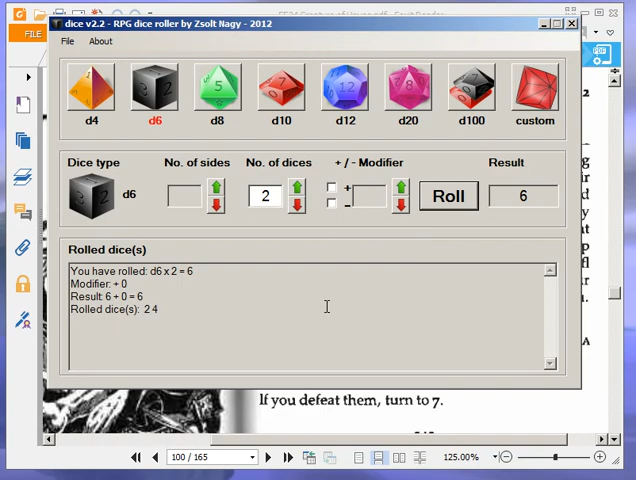 dice v2.2 - RPG dice roller by Zsolt Nagy - 2012
FILE
File About
d4 d6 d8 d10 d12 d20 d100 custom
Dice type No. of sides No. of dices + / - Modifier Result
d6 2 + - Roll 6
Rolled dice(s)
You have rolled: d6 x 2 = 6
Modifier: + 0
Result: 6 + 0 = 6
Rolled dice(s): 2 4
If you defeat them, turn to 7.
100 / 165 125.00%